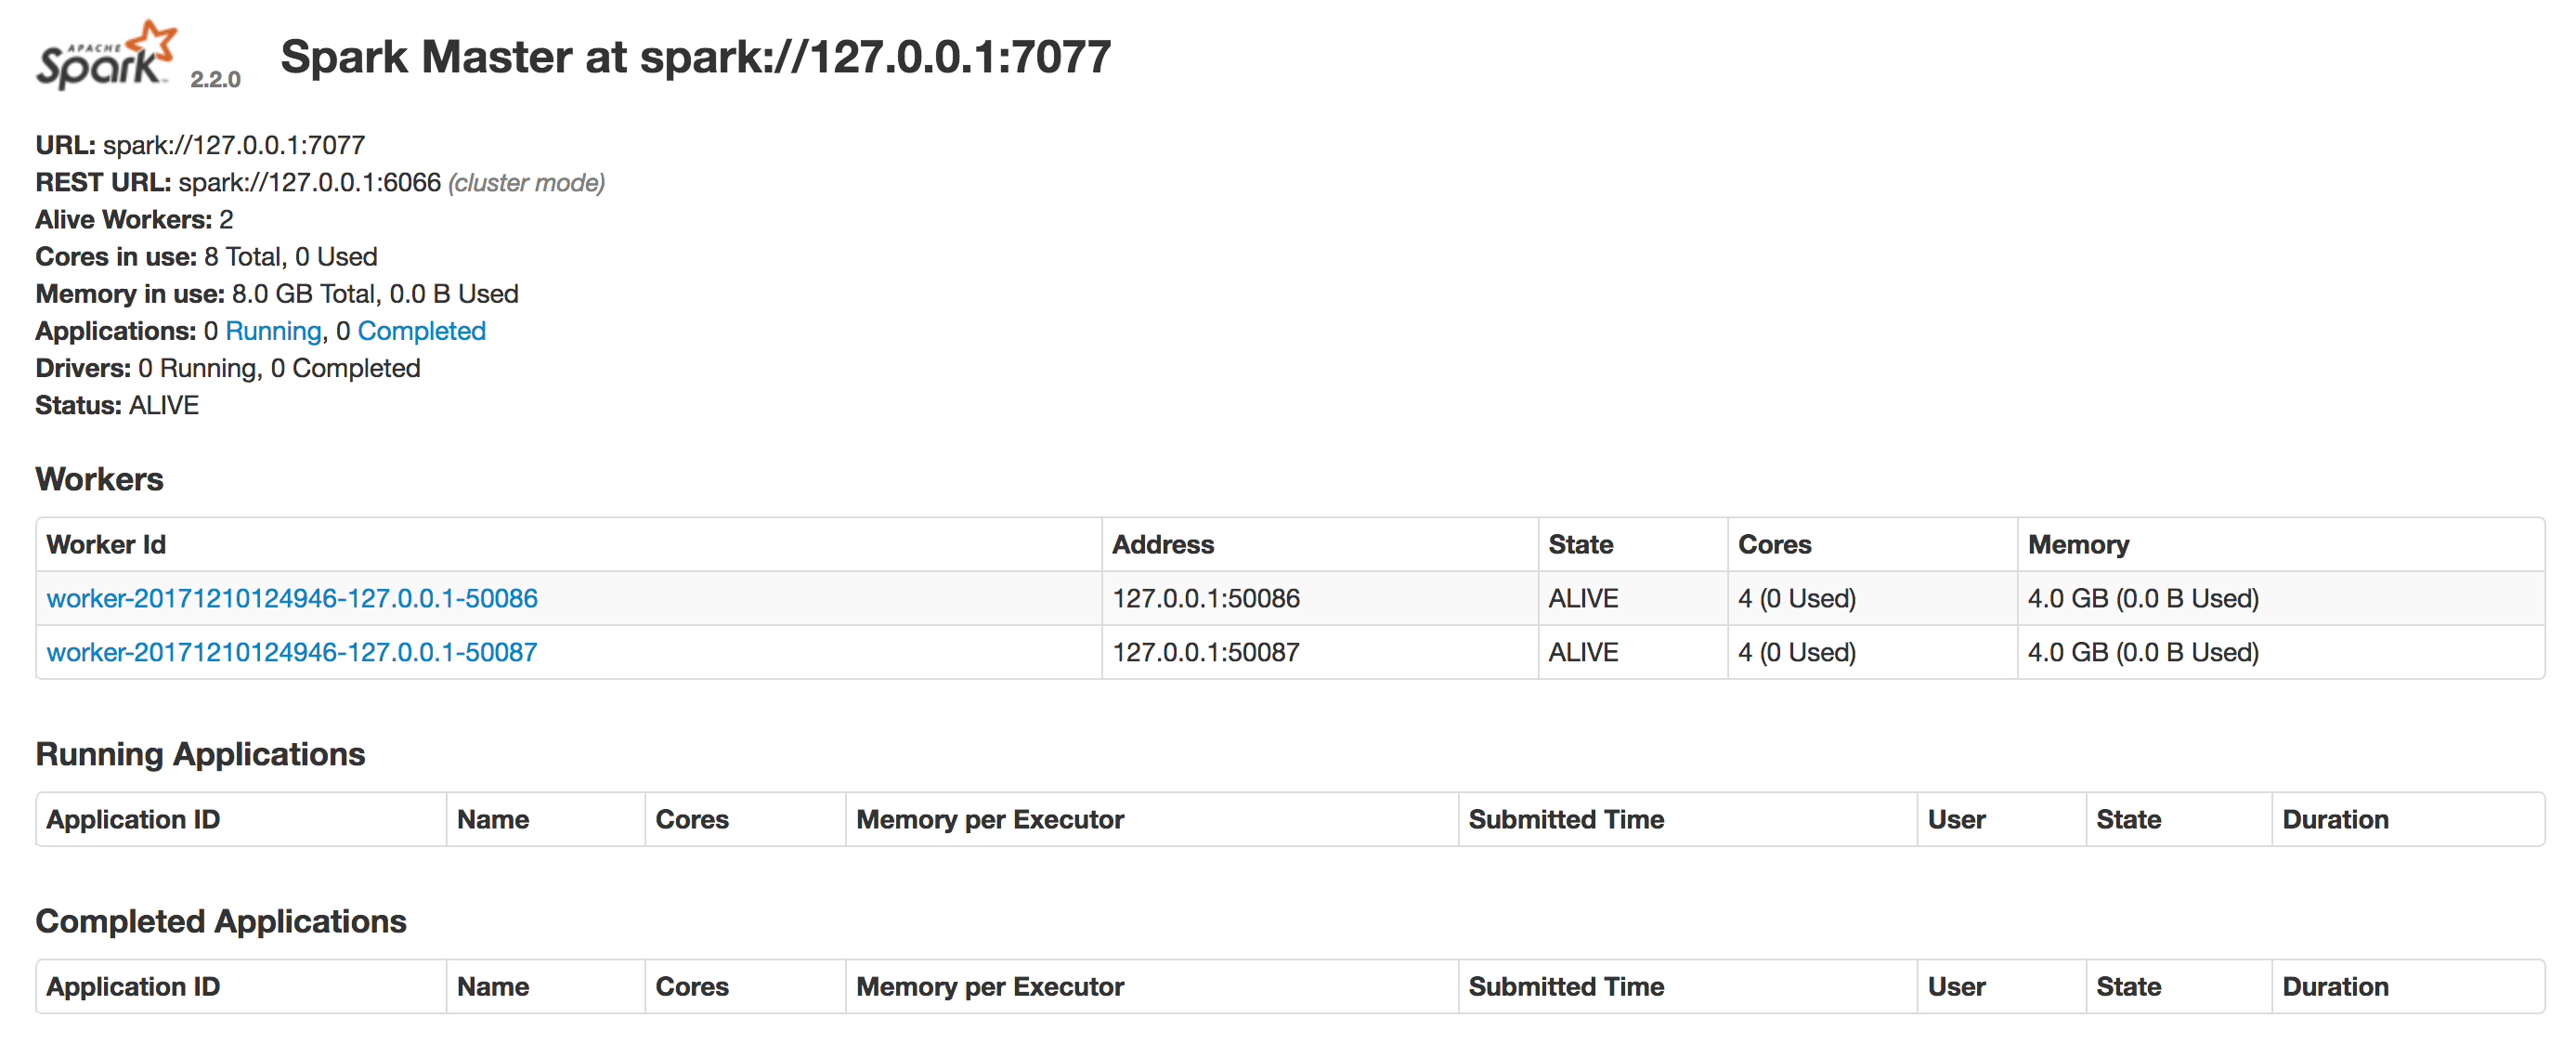 APACHE
Spark 2.2.0 Spark Master at spark://127.0.0.1:7077
URL: spark://127.0.0.1:7077
REST URL: spark://127.0.0.1:6066 (cluster mode)
Alive Workers: 2
Cores in use: 8 Total, 0 Used
Memory in use: 8.0 GB Total, 0.0 B Used
Applications: 0 Running, 0 Completed
Drivers: 0 Running, 0 Completed
Status: ALIVE
Workers
Worker Id Address State Cores Memory
worker-20171210124946-127.0.0.1-50086 127.0.0.1:50086 ALIVE 4 (0 Used) 4.0 GB (0.0 B Used)
worker-20171210124946-127.0.0.1-50087 127.0.0.1:50087 ALIVE 4 (0 Used) 4.0 GB (0.0 B Used)
Running Applications
Application ID Name Cores Memory per Executor Submitted Time User State Duration
Completed Applications
Application ID Name Cores Memory per Executor Submitted Time User State Duration